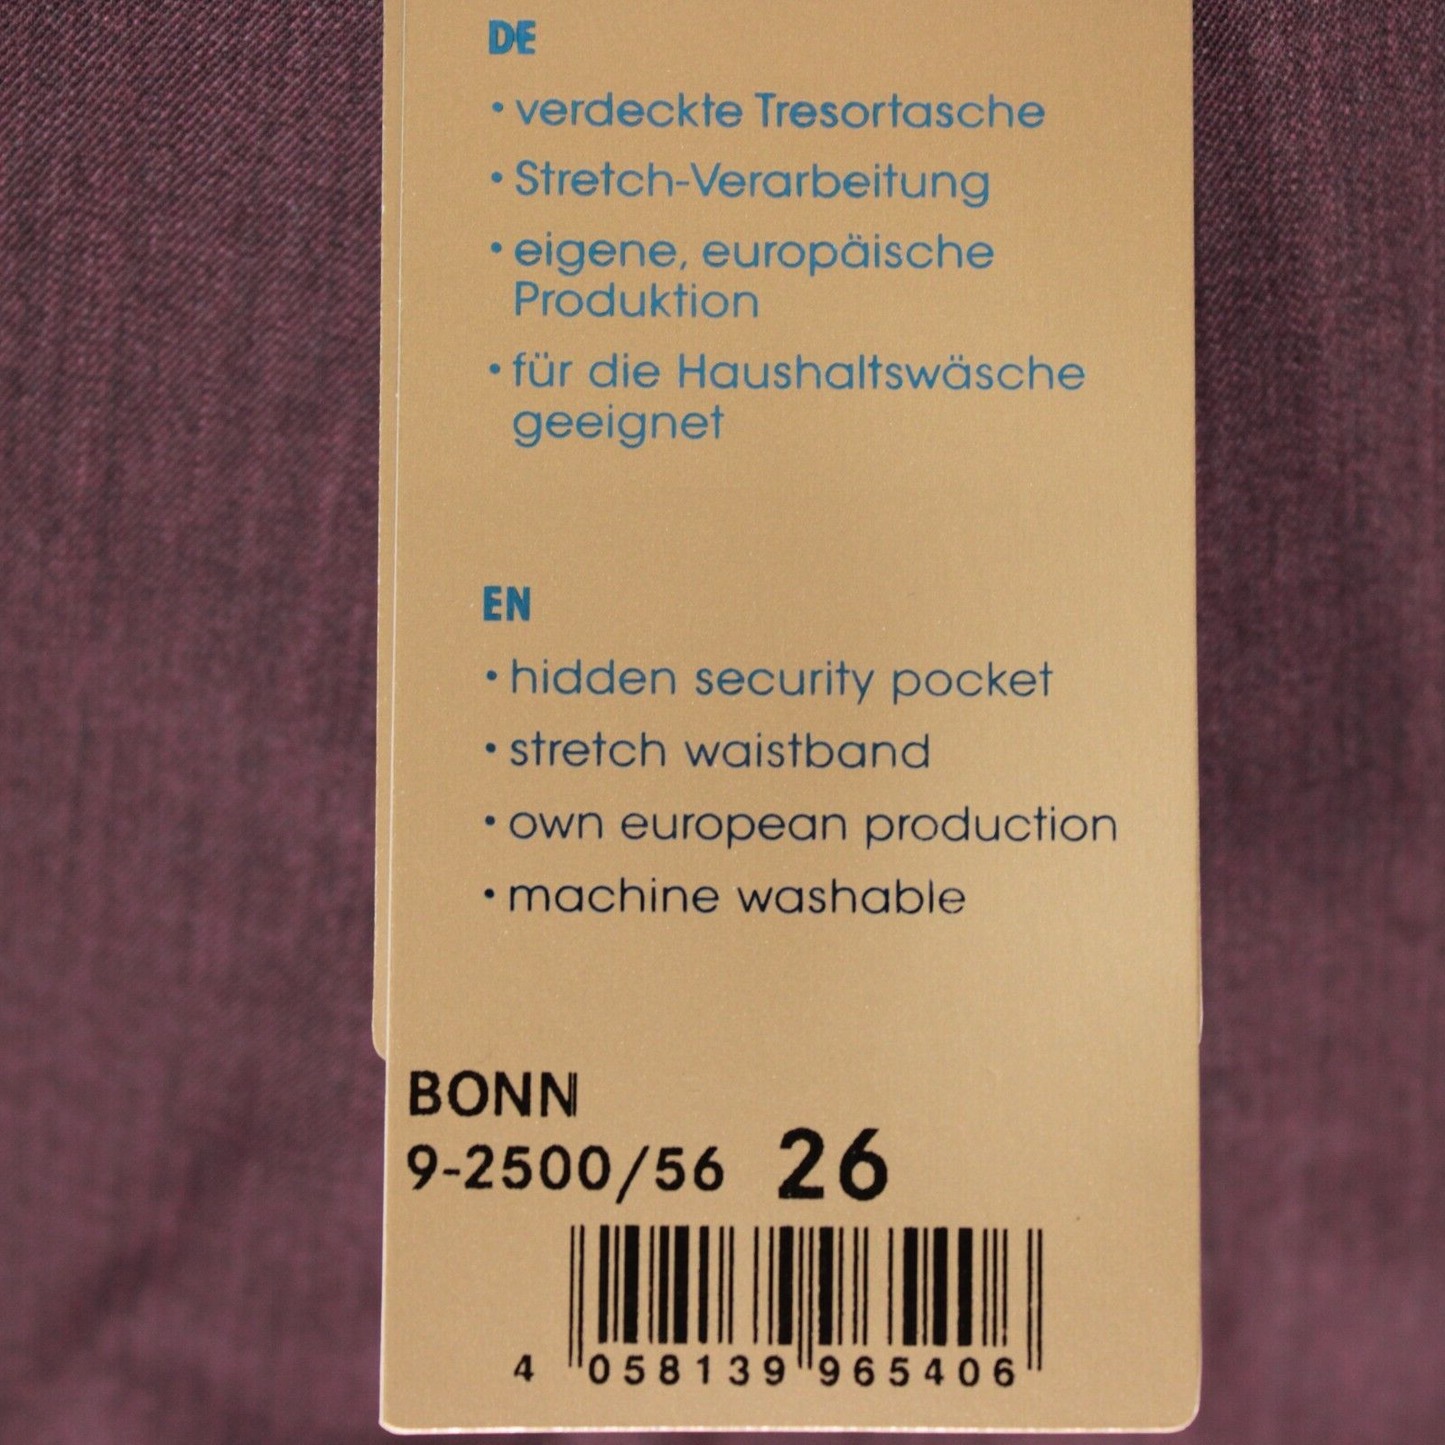 DE
• verdeckte Tresortasche
• Stretch-Verarbeitung
• eigene, europäische
Produktion
• für die Haushaltswäsche
geeignet
EN
• hidden security pocket
• stretch waistband
• own european production
• machine washable
BONN
9-2500/56 26
4 058139 965406